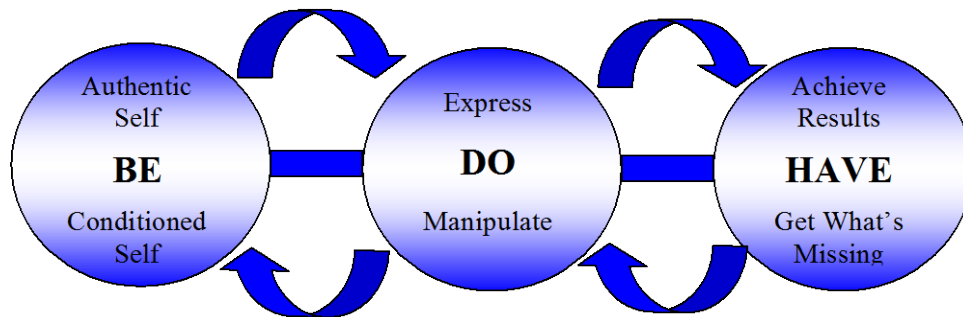 Authentic
Self
BE
Conditioned
Self
Express
DO
Manipulate
Achieve
Results
HAVE
Get What's
Missing